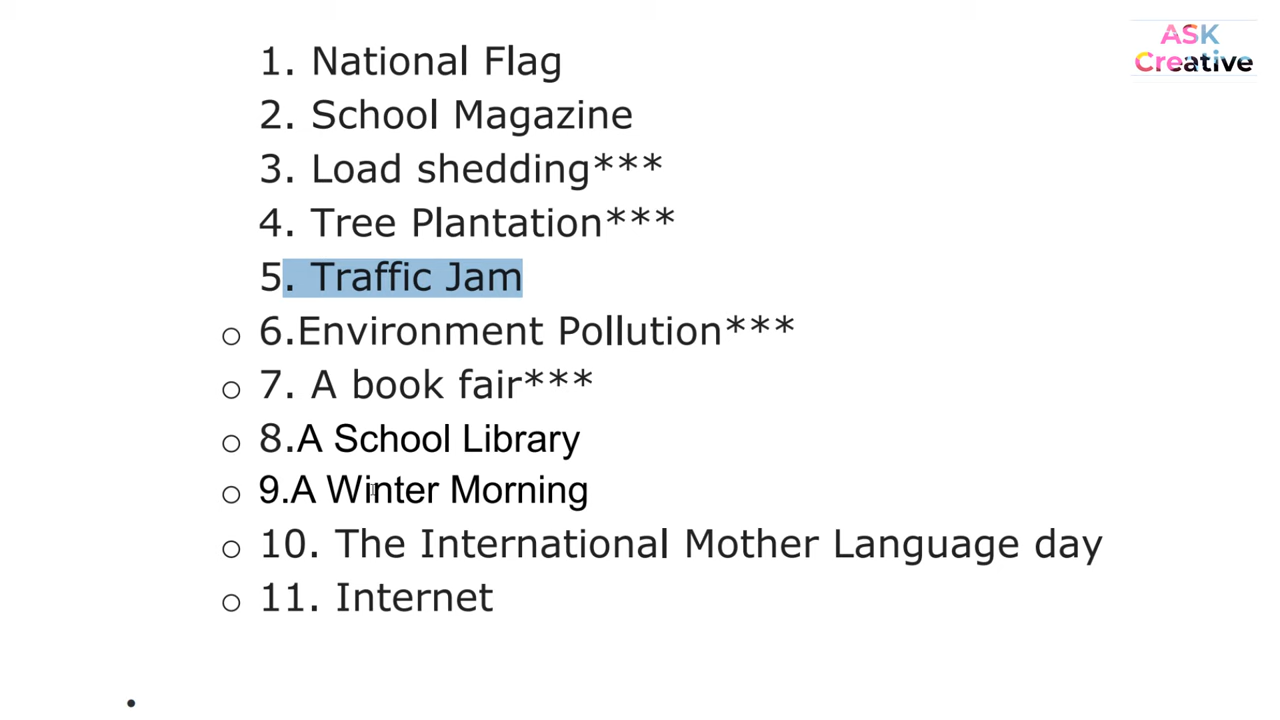 ASK
Creative
1. National Flag
2. School Magazine
3. Load shedding***
4. Tree Plantation***
5. Traffic Jam
6.Environment Pollution***
7. A book fair***
8.A School Library
9.A Winter Morning
10. The International Mother Language day
11. Internet